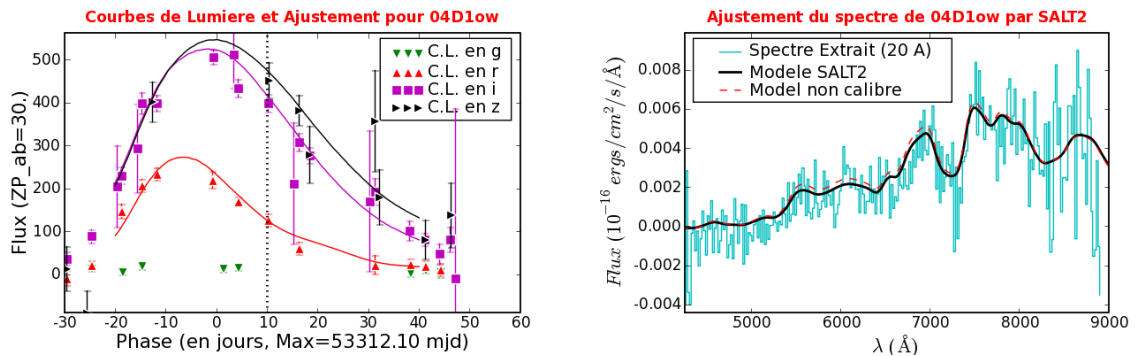 Courbes de Lumiere et Ajustement pour 04D1ow
C.L. en g
C.L. en r
C.L. en i
C.L. en z
Flux (ZP_ab=30.)
500
400
300
200
100
0
-30 -20 -10 0 10 20 30 40 50 60
Phase (en jours, Max=53312.10 mjd)
Ajustement du spectre de 04D1ow par SALT2
Spectre Extrait (20 A)
Modele SALT2
Model non calibre
Flux (10⁻¹⁶ ergs/cm²/s/Å)
0.008
0.006
0.004
0.002
0.000
-0.002
-0.004
5000 6000 7000 8000 9000
λ (Å)